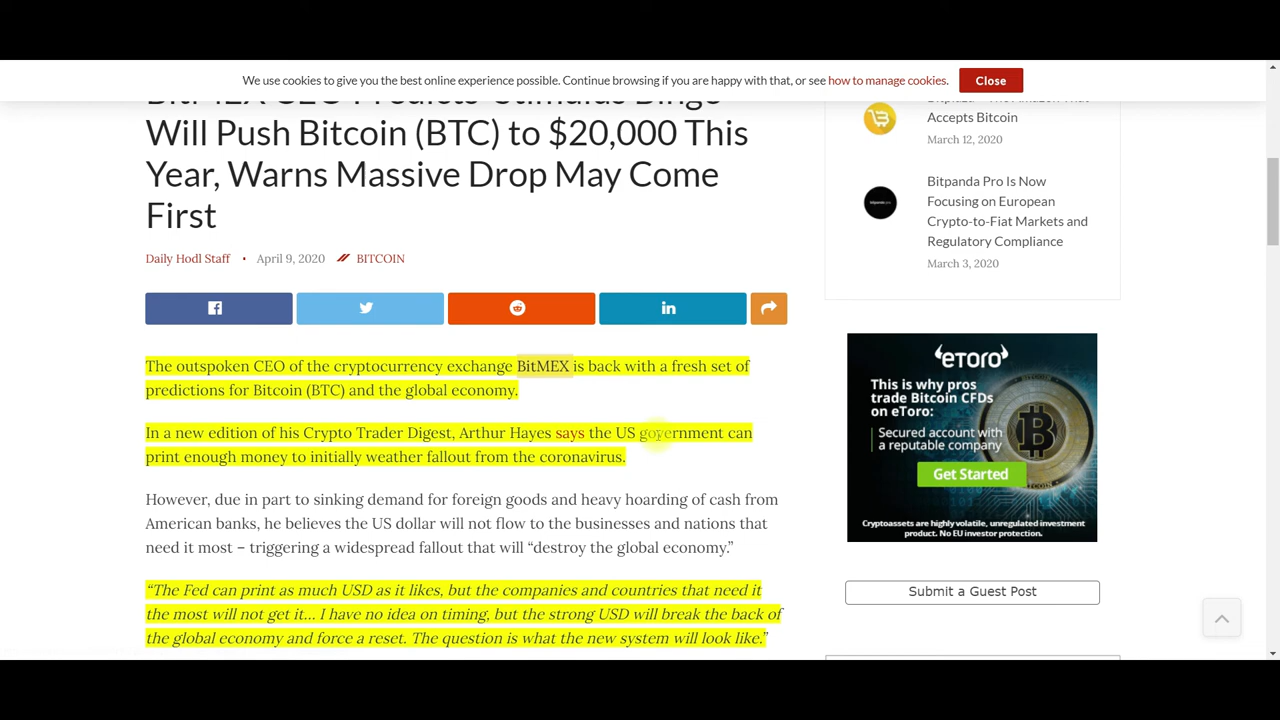 We use cookies to give you the best online experience possible. Continue browsing if you are happy with that, or see how to manage cookies. Close
Will Push Bitcoin (BTC) to $20,000 This
Year, Warns Massive Drop May Come
First
Daily Hodl Staff • April 9, 2020 BITCOIN
The outspoken CEO of the cryptocurrency exchange BitMEX is back with a fresh set of
predictions for Bitcoin (BTC) and the global economy.
In a new edition of his Crypto Trader Digest, Arthur Hayes says the US government can
print enough money to initially weather fallout from the coronavirus.
However, due in part to sinking demand for foreign goods and heavy hoarding of cash from
American banks, he believes the US dollar will not flow to the businesses and nations that
need it most – triggering a widespread fallout that will “destroy the global economy.”
“The Fed can print as much USD as it likes, but the companies and countries that need it
the most will not get it… I have no idea on timing, but the strong USD will break the back of
the global economy and force a reset. The question is what the new system will look like.”
Accepts Bitcoin
March 12, 2020
Bitpanda Pro Is Now
Focusing on European
Crypto-to-Fiat Markets and
Regulatory Compliance
March 3, 2020
eToro
This is why pros
trade Bitcoin CFDs
on eToro:
Secured account with
a reputable company
Get Started
Cryptoassets are highly volatile, unregulated investment
product. No EU investor protection.
Submit a Guest Post